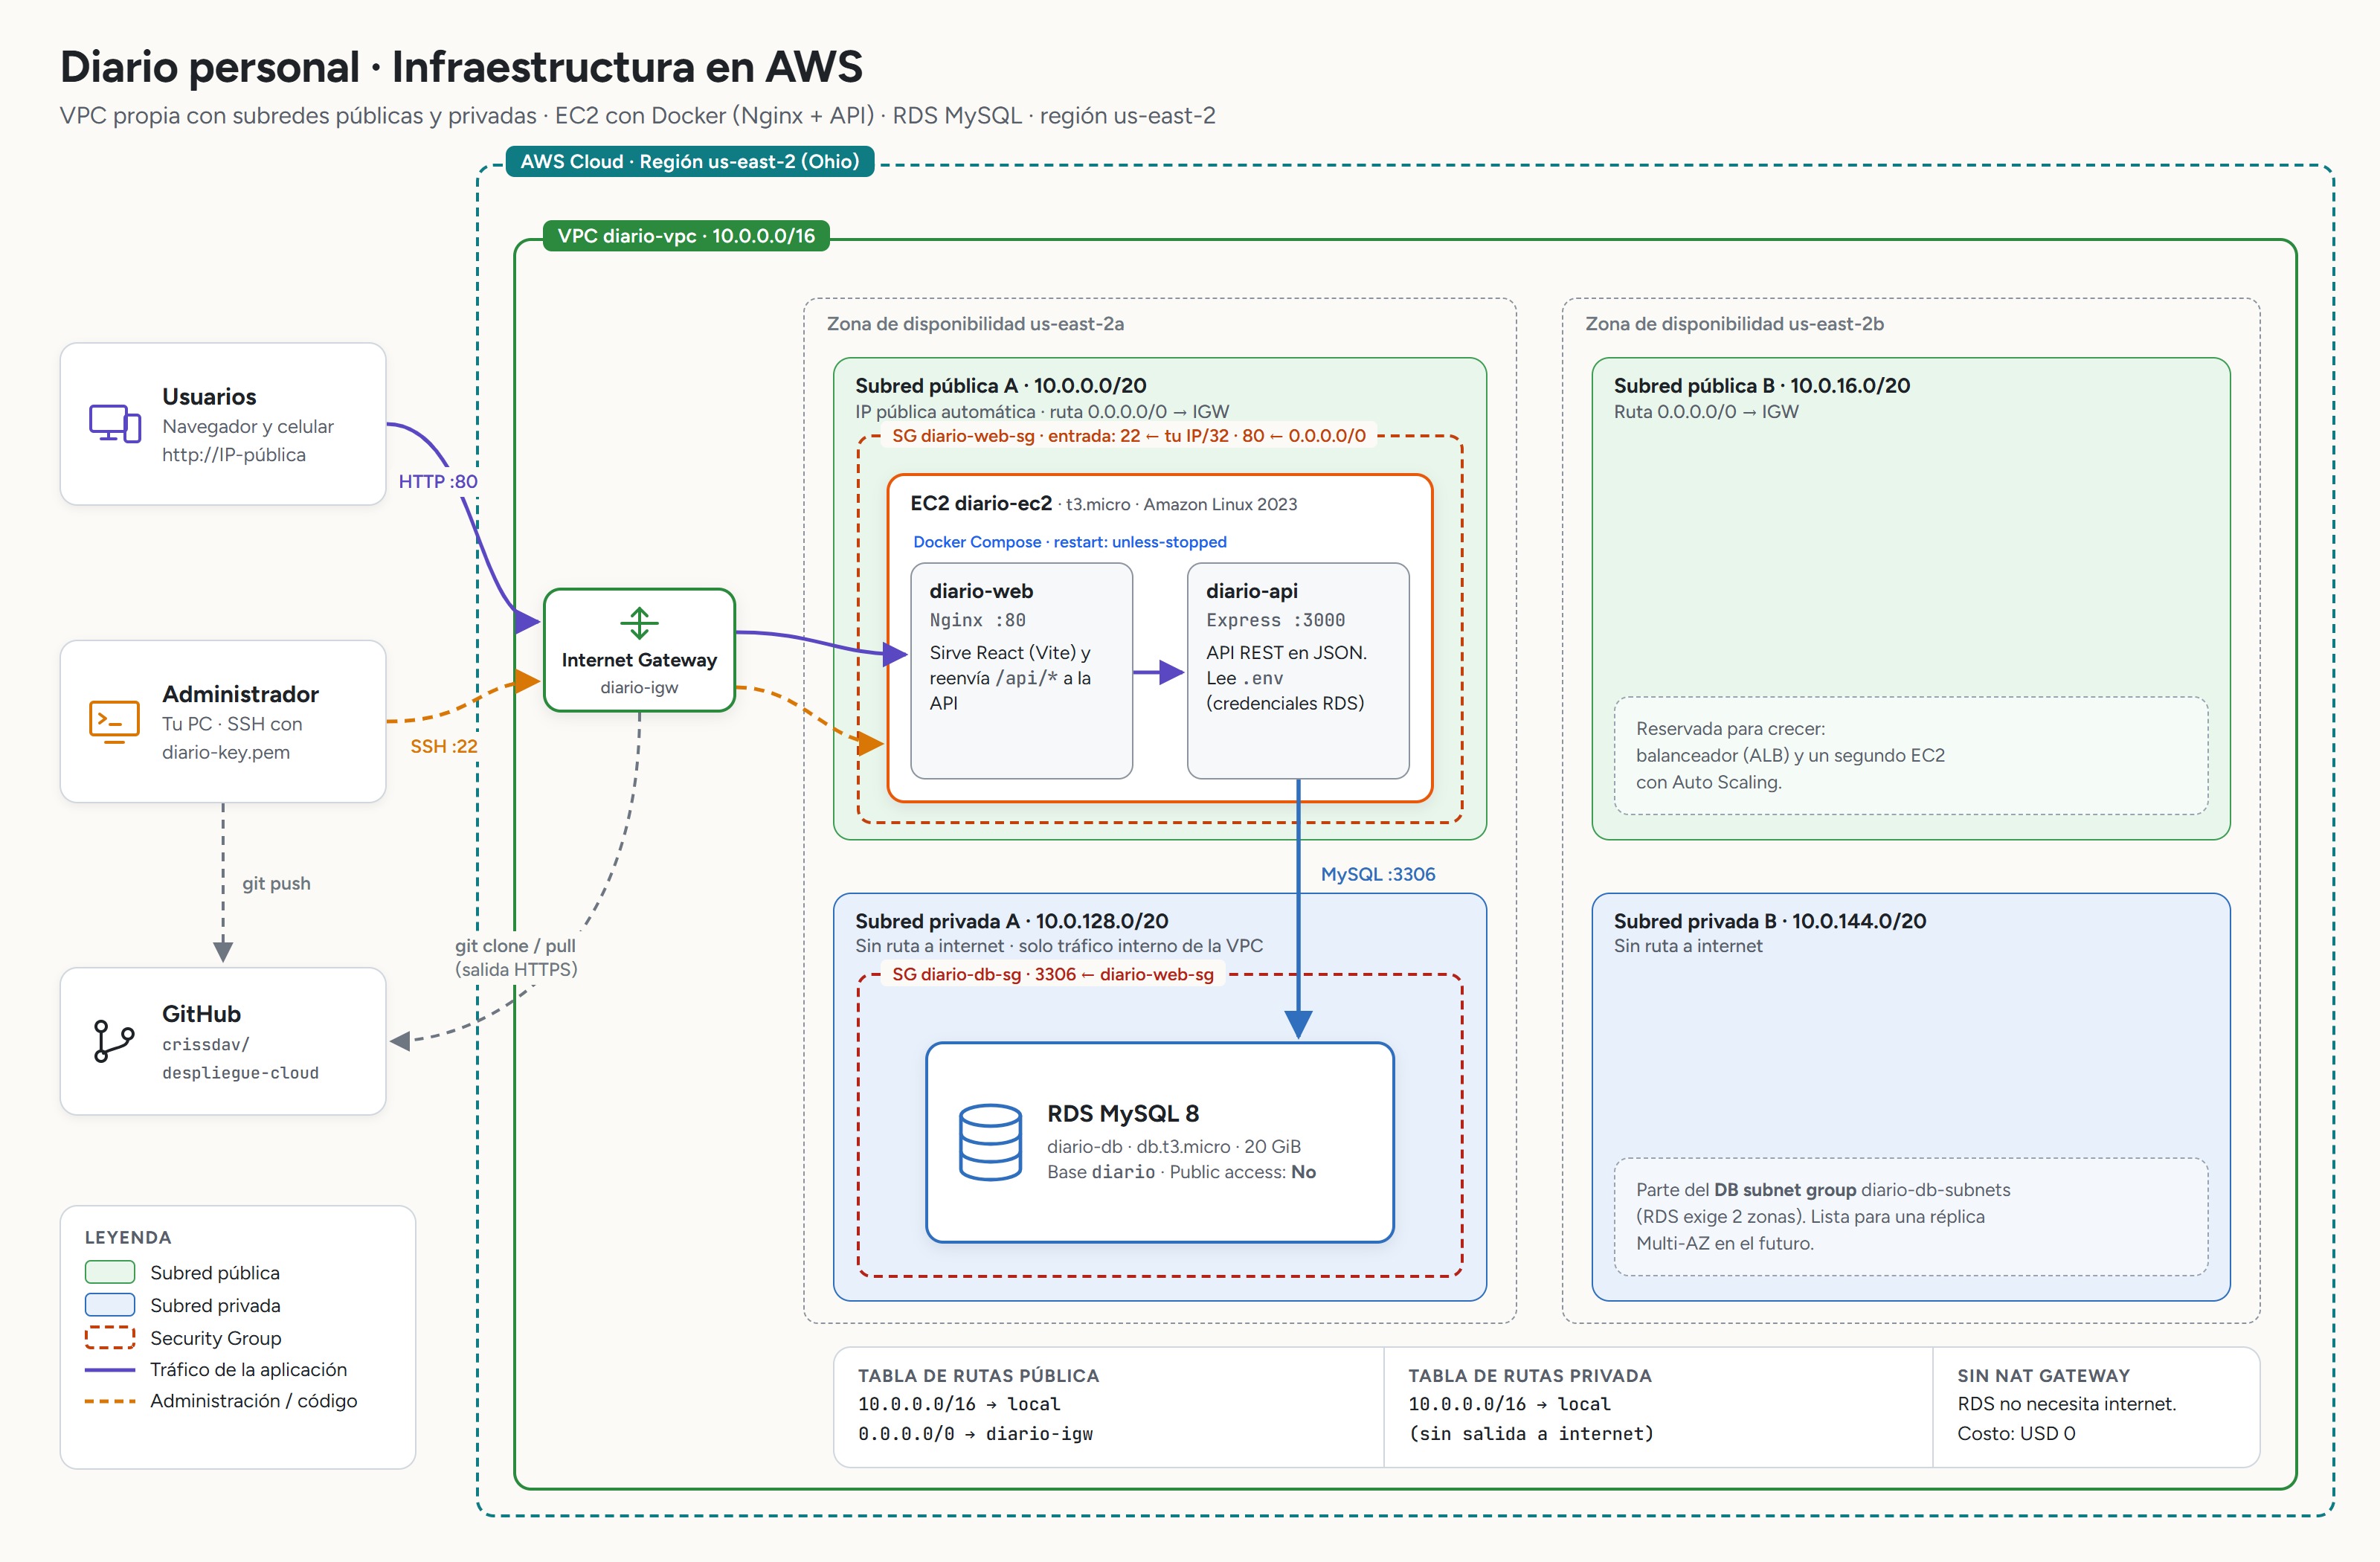 Diario personal · Infraestructura en AWS
VPC propia con subredes públicas y privadas · EC2 con Docker (Nginx + API) · RDS MySQL · región us-east-2
AWS Cloud · Región us-east-2 (Ohio)
VPC diario-vpc · 10.0.0.0/16
Usuarios
Navegador y celular
http://IP-pública
HTTP :80
Administrador
Tu PC · SSH con
diario-key.pem
SSH :22
git push
GitHub
crissdav/
despliegue-cloud
git clone / pull
(salida HTTPS)
Internet Gateway
diario-igw
Zona de disponibilidad us-east-2a
Subred pública A · 10.0.0.0/20
IP pública automática · ruta 0.0.0.0/0 → IGW
SG diario-web-sg · entrada: 22 ← tu IP/32 · 80 ← 0.0.0.0/0
EC2 diario-ec2 · t3.micro · Amazon Linux 2023
Docker Compose · restart: unless-stopped
diario-web
Nginx :80
Sirve React (Vite) y
reenvía /api/* a la
API
diario-api
Express :3000
API REST en JSON.
Lee .env
(credenciales RDS)
MySQL :3306
Subred privada A · 10.0.128.0/20
Sin ruta a internet · solo tráfico interno de la VPC
SG diario-db-sg · 3306 ← diario-web-sg
RDS MySQL 8
diario-db · db.t3.micro · 20 GiB
Base diario · Public access: No
Zona de disponibilidad us-east-2b
Subred pública B · 10.0.16.0/20
Ruta 0.0.0.0/0 → IGW
Reservada para crecer:
balanceador (ALB) y un segundo EC2
con Auto Scaling.
Subred privada B · 10.0.144.0/20
Sin ruta a internet
Parte del DB subnet group diario-db-subnets
(RDS exige 2 zonas). Lista para una réplica
Multi-AZ en el futuro.
LEYENDA
Subred pública
Subred privada
Security Group
Tráfico de la aplicación
Administración / código
TABLA DE RUTAS PÚBLICA
10.0.0.0/16 → local
0.0.0.0/0 → diario-igw
TABLA DE RUTAS PRIVADA
10.0.0.0/16 → local
(sin salida a internet)
SIN NAT GATEWAY
RDS no necesita internet.
Costo: USD 0